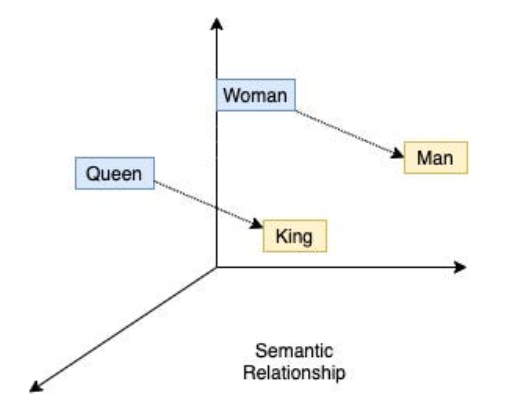 Woman
Man
Queen
King
Semantic
Relationship